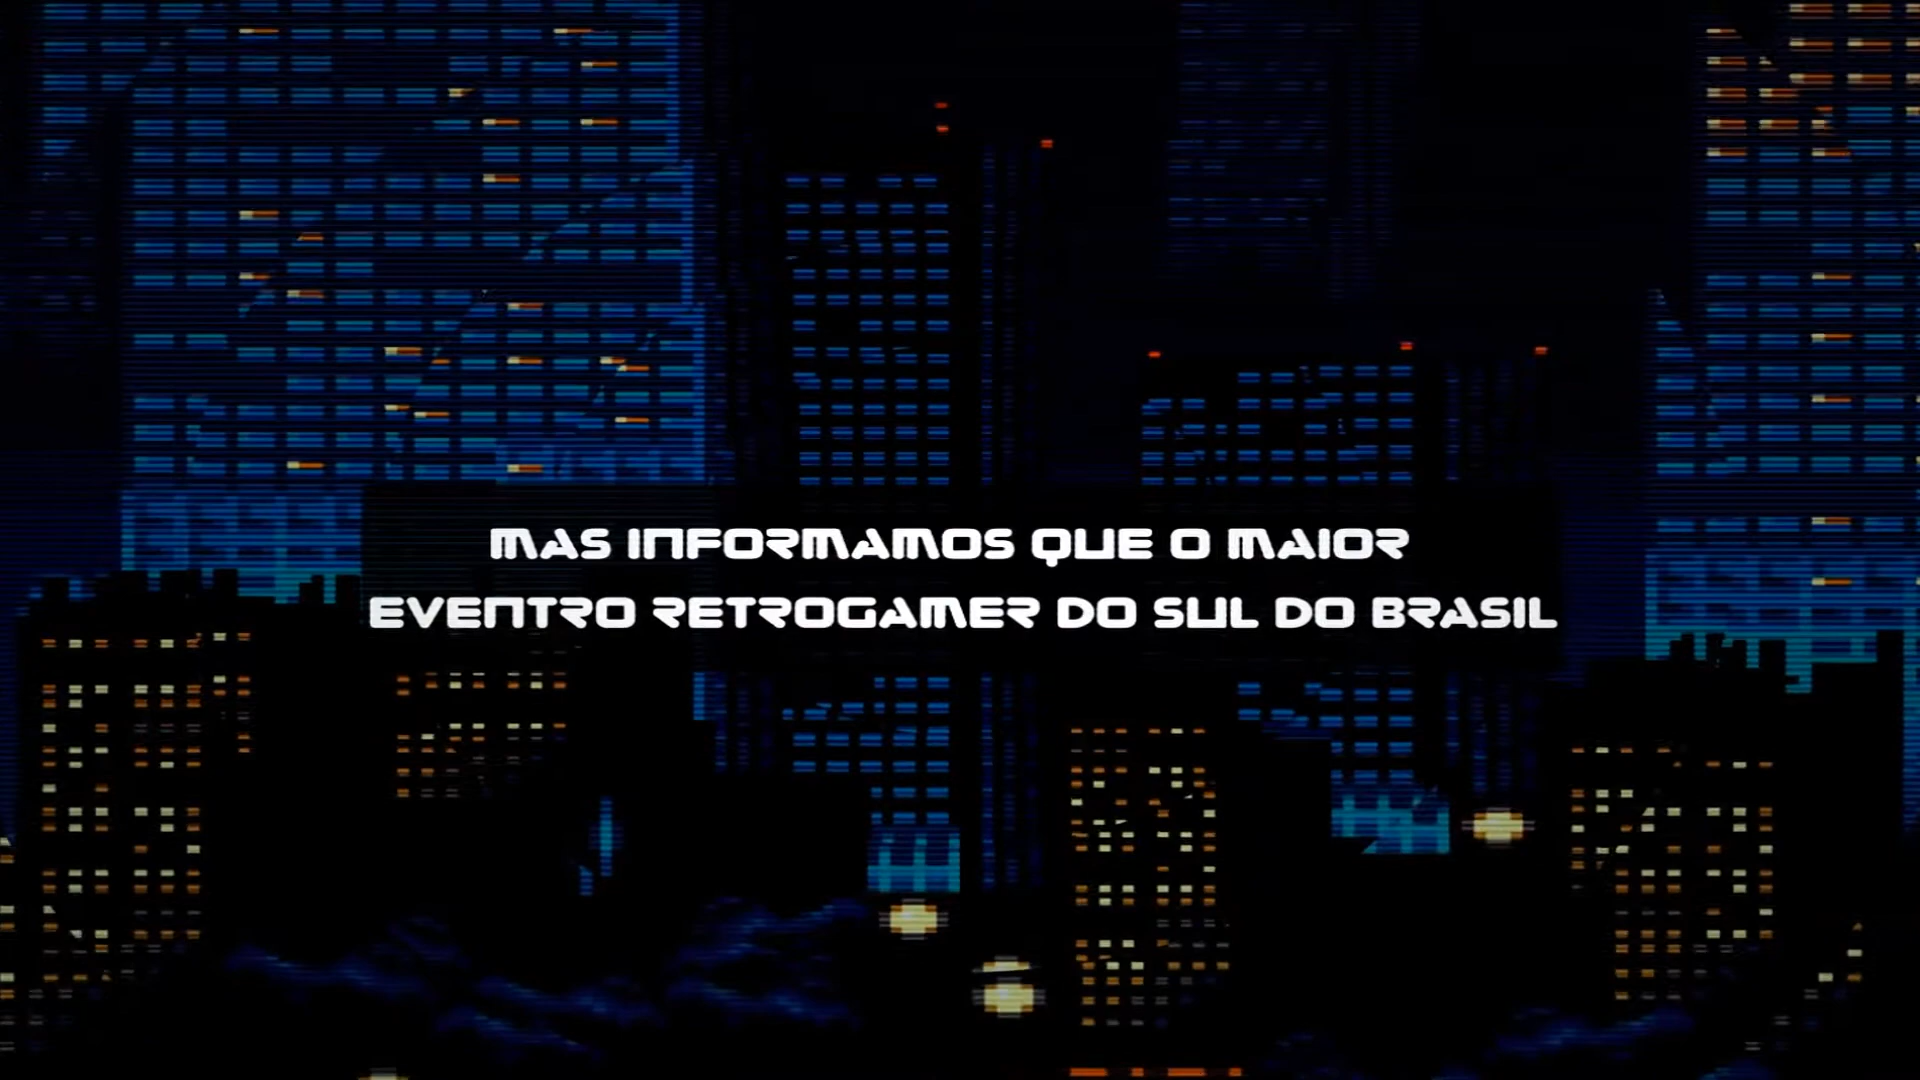 MAS INFORMAMOS QUE O MAIOR
EVENTRO RETROGAMER DO SUL DO BRASIL